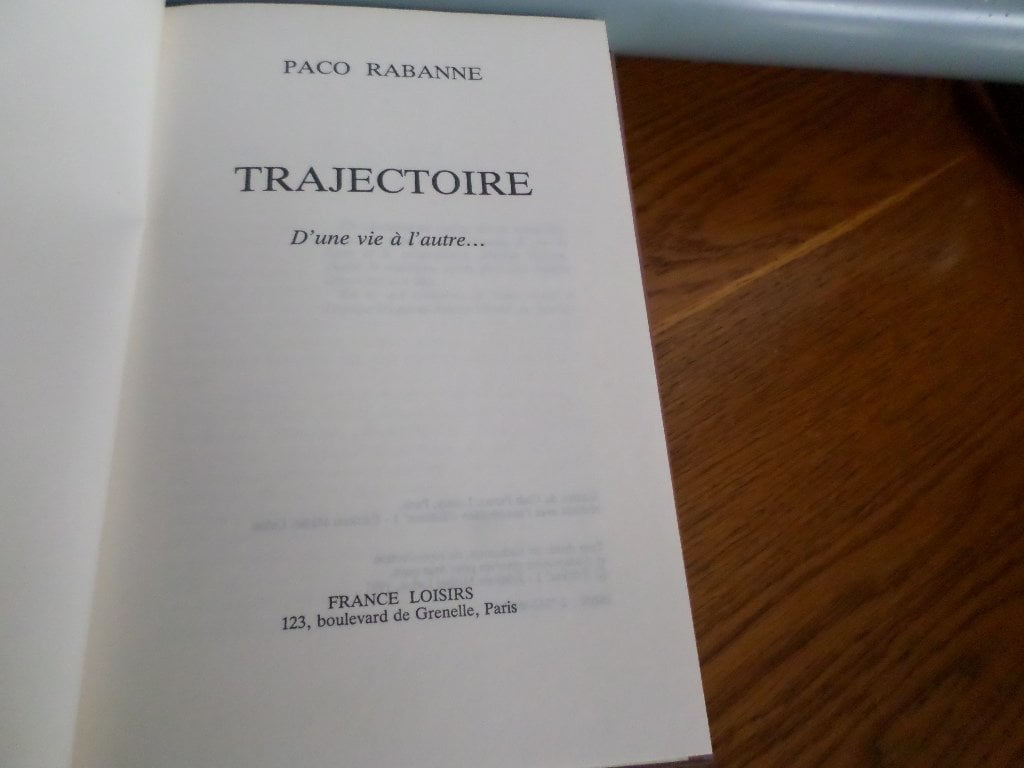 PACO RABANNE
TRAJECTOIRE
D'une vie à l'autre...
FRANCE LOISIRS
123, boulevard de Grenelle, Paris